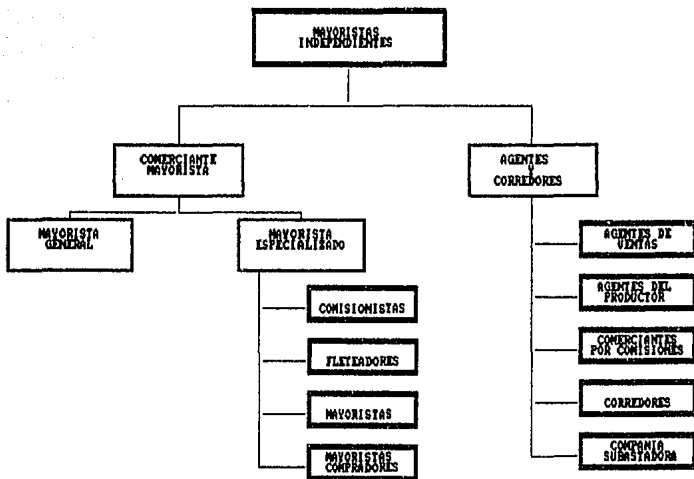 MAYORISTAS
INDEPENDIENTES
COMERCIANTE
MAYORISTA
AGENTES
Y
CORREDORES
MAYORISTA
GENERAL
MAYORISTA
ESPECIALIZADO
COMISIONISTAS
FLETEADORES
MAYORISTAS
MAYORISTAS
COMPRADORES
AGENTES DE
VENTAS
AGENTES DEL
PRODUCTOR
COMERCIANTES
POR COMISIONES
CORREDORES
COMPANIA
SUBASTADORA